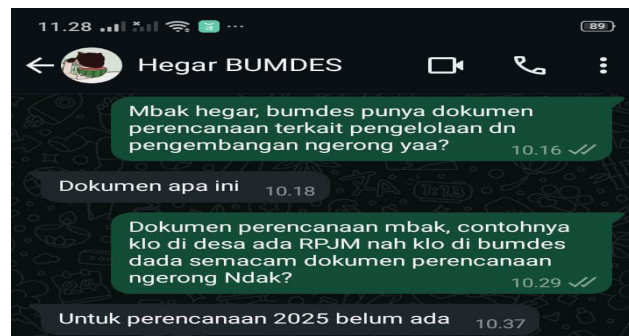 11.28
89
Hegar BUMDES
Mbak hegar, bumdes punya dokumen
perencanaan terkait pengelolaan dn
pengembangan ngerong yaa?
10.16
Dokumen apa ini
10.18
Dokumen perencanaan mbak, contohnya
klo di desa ada RPJM nah klo di bumdes
dada semacam dokumen perencanaan
ngerong Ndak?
10.29
Untuk perencanaan 2025 belum ada
10.37